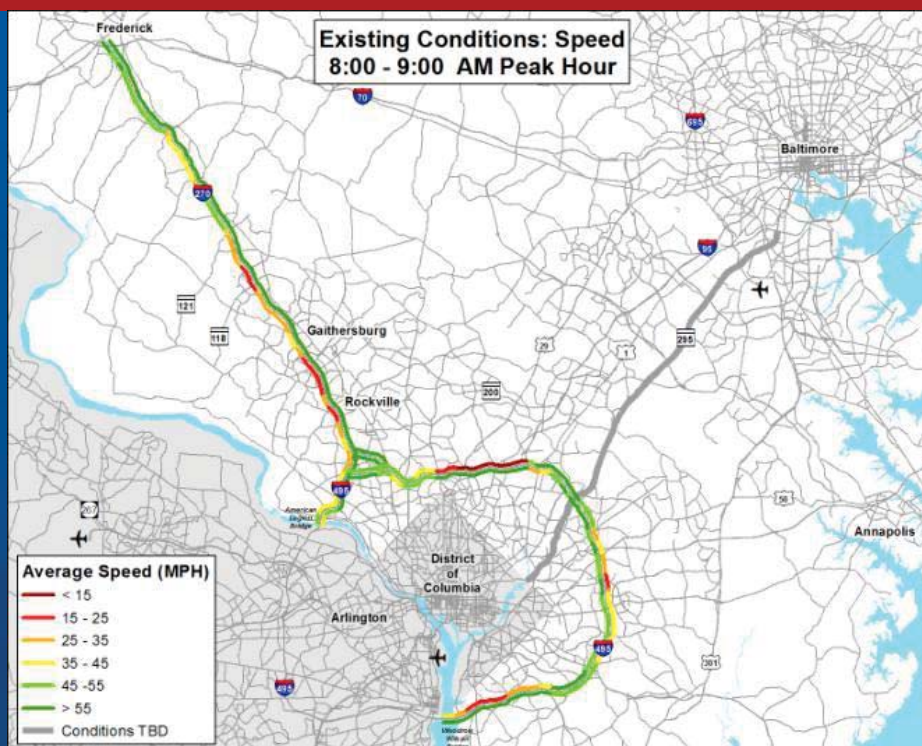 Frederick
Existing Conditions: Speed
8:00 - 9:00 AM Peak Hour
70
695
Baltimore
270
95
121
118
Gaithersburg
29
1
295
200
Rockville
495
50
267
American
Legion
Bridge
Annapolis
District
of
Columbia
Arlington
495
301
495
Woodrow
Wilson
Average Speed (MPH)
< 15
15 - 25
25 - 35
35 - 45
45 -55
> 55
Conditions TBD